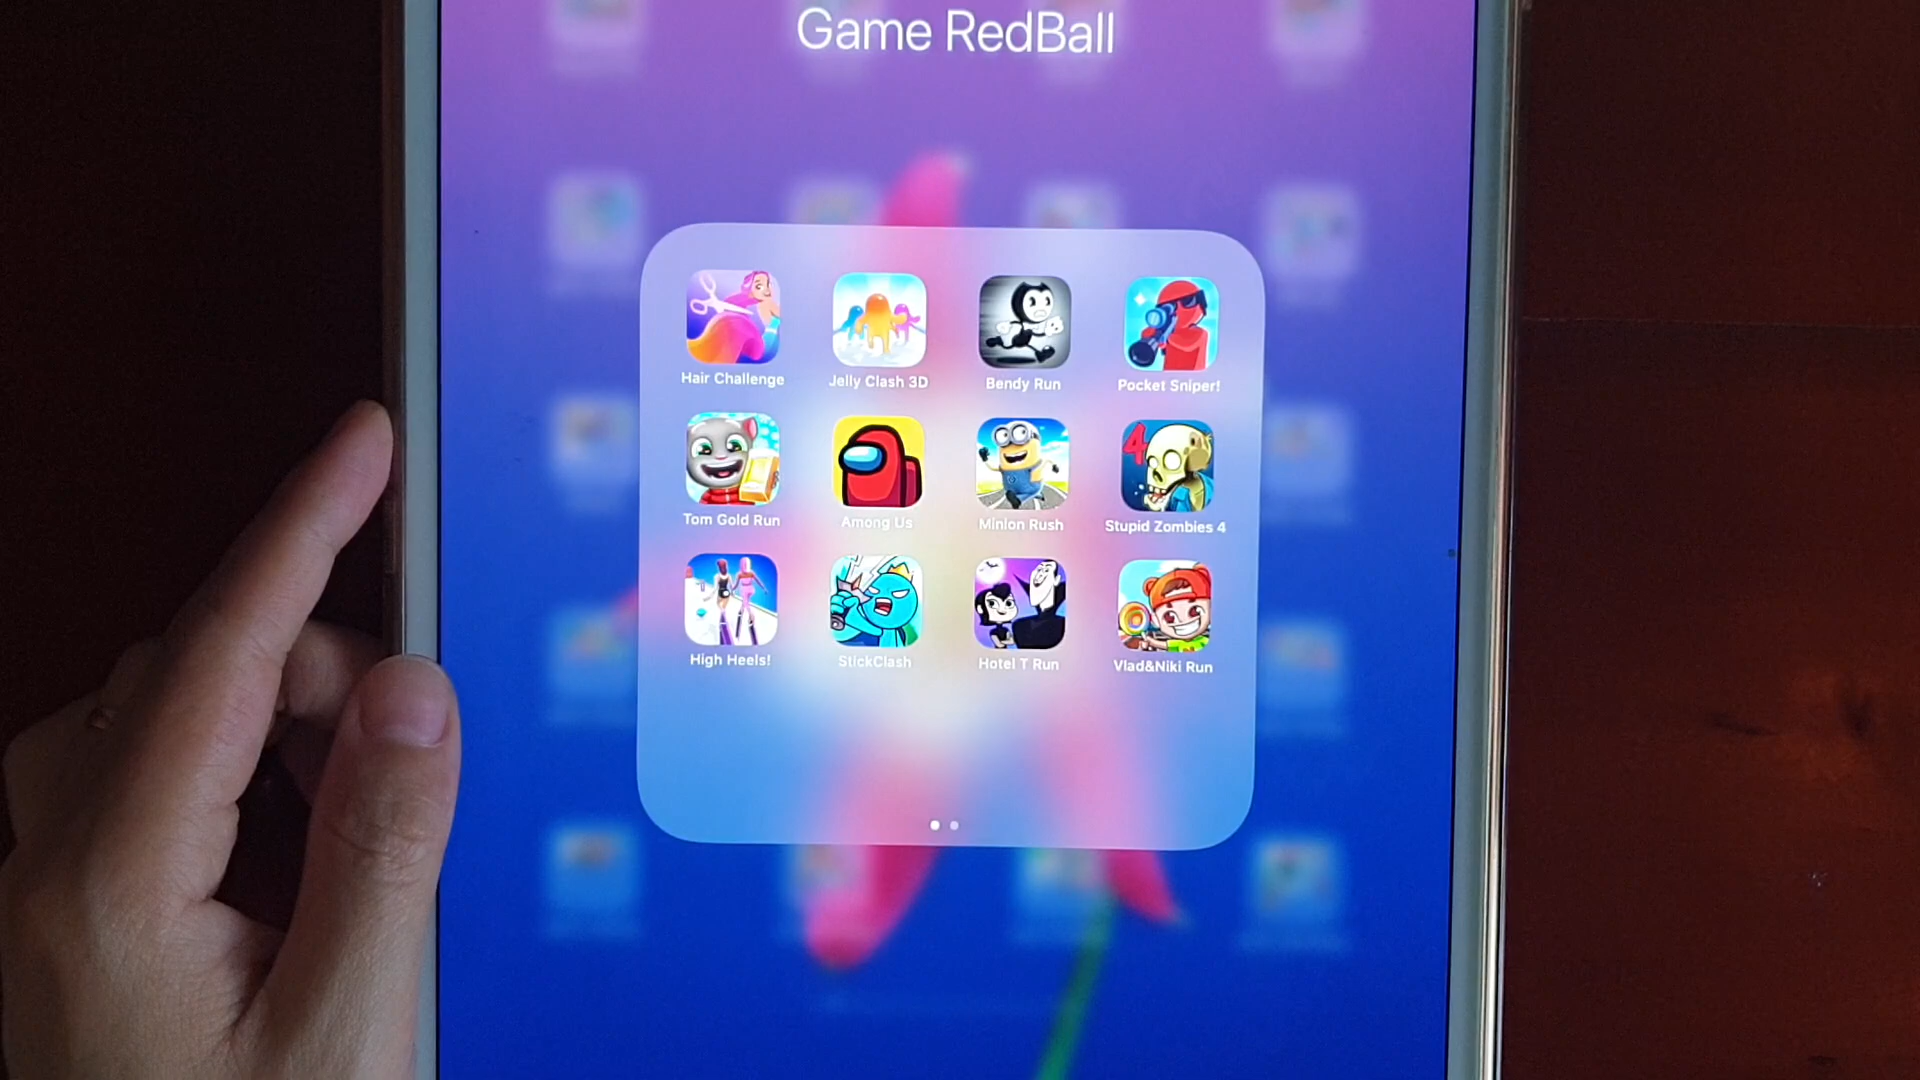 Game RedBall
Hair Challenge
Jelly Clash 3D
Bendy Run
Pocket Sniper!
Tom Gold Run
Among Us
Minion Rush
4
Stupid Zombies 4
High Heels!
StickClash
Hotel T Run
Vlad&Niki Run